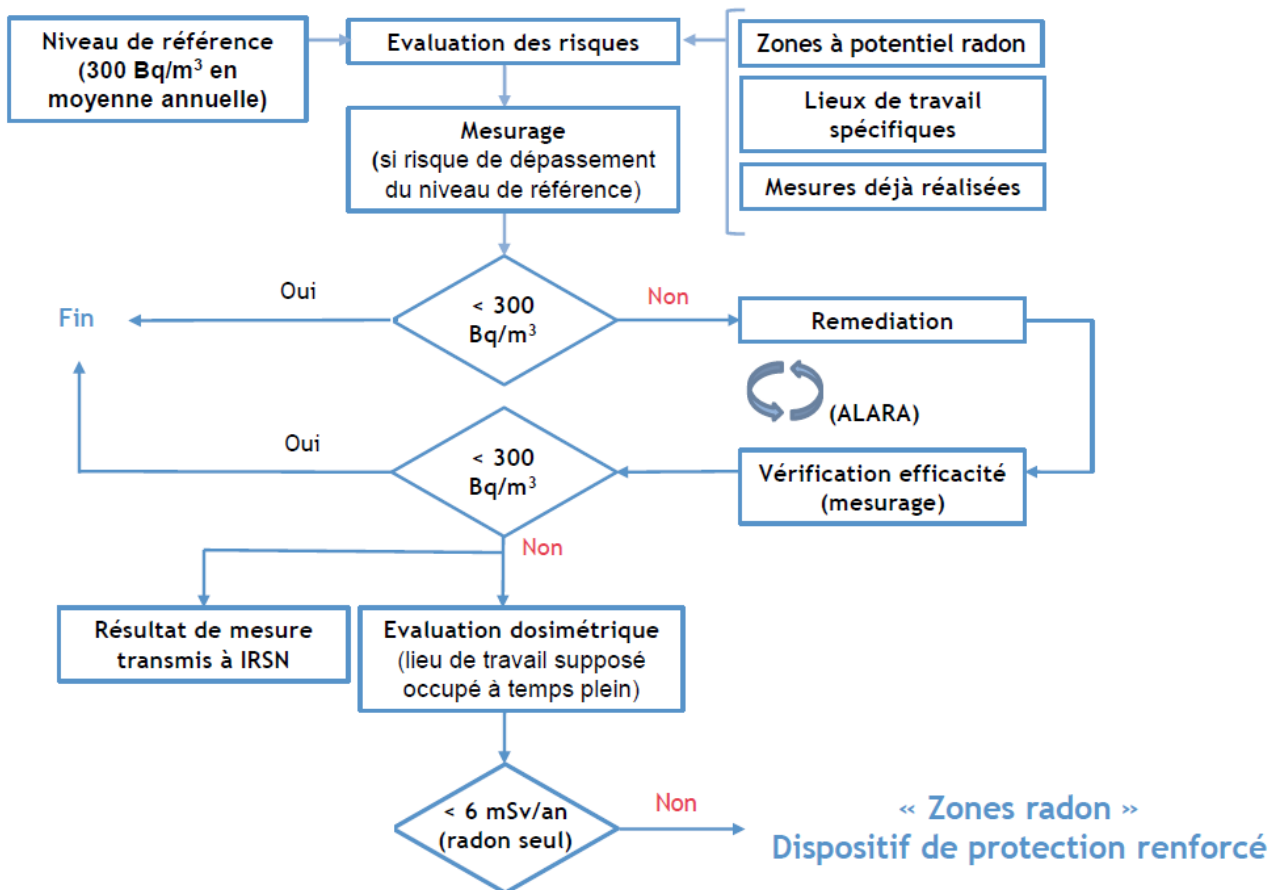 Niveau de référence
(300 Bq/m³ en
moyenne annuelle)
Evaluation des risques
Zones à potentiel radon
Lieux de travail
spécifiques
Mesures déjà réalisées
Mesurage
(si risque de dépassement
du niveau de référence)
Oui
< 300
Bq/m³
Non
Fin
Remediation
(ALARA)
Oui
< 300
Bq/m³
Vérification efficacité
(mesurage)
Non
Résultat de mesure
transmis à IRSN
Evaluation dosimétrique
(lieu de travail supposé
occupé à temps plein)
< 6 mSv/an
(radon seul)
Non
« Zones radon »
Dispositif de protection renforcé